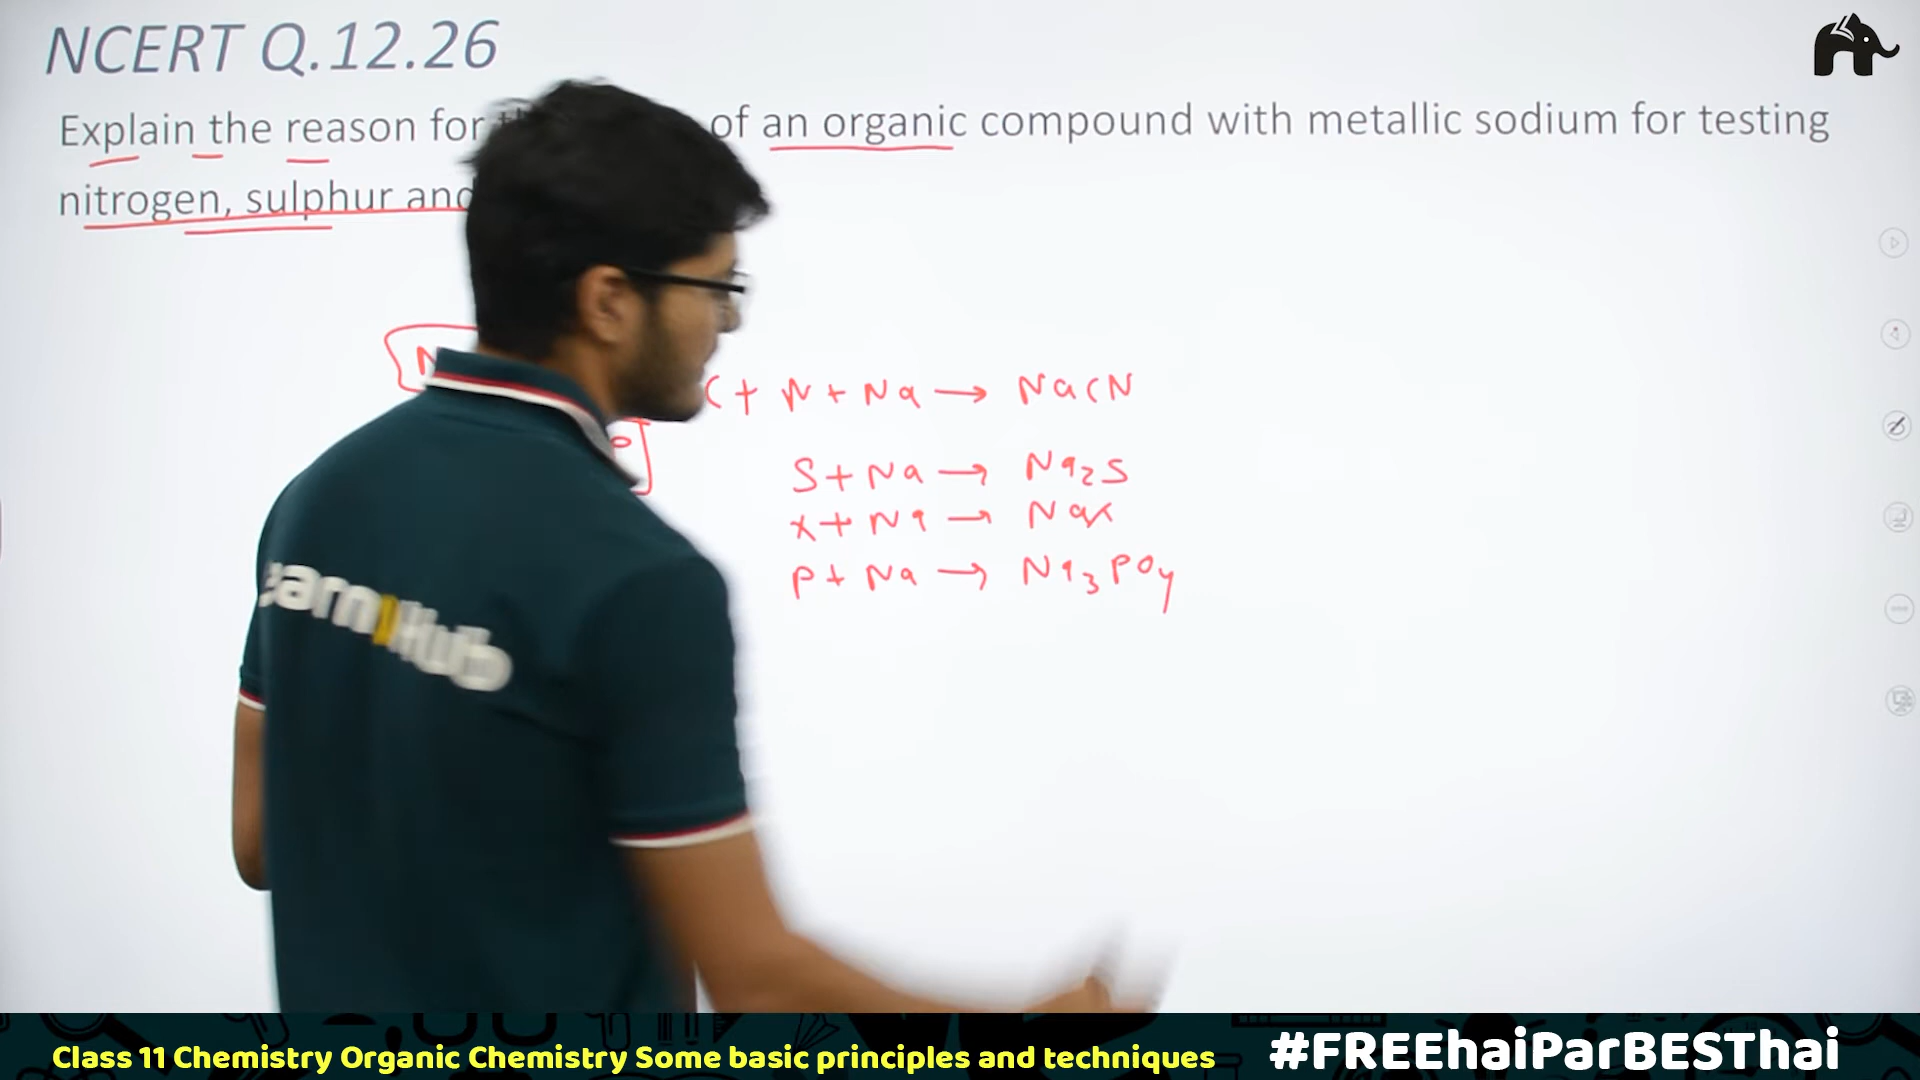 NCERT Q.12.26
Explain the reason for of an organic compound with metallic sodium for testing
nitrogen, sulphur and
C + N + Na → NaCN
S + Na → Na2S
x + Na → Nax
P + Na → Na3PO4
earn Hub
Class 11 Chemistry Organic Chemistry Some basic principles and techniques
#FREEhaiParBESThai